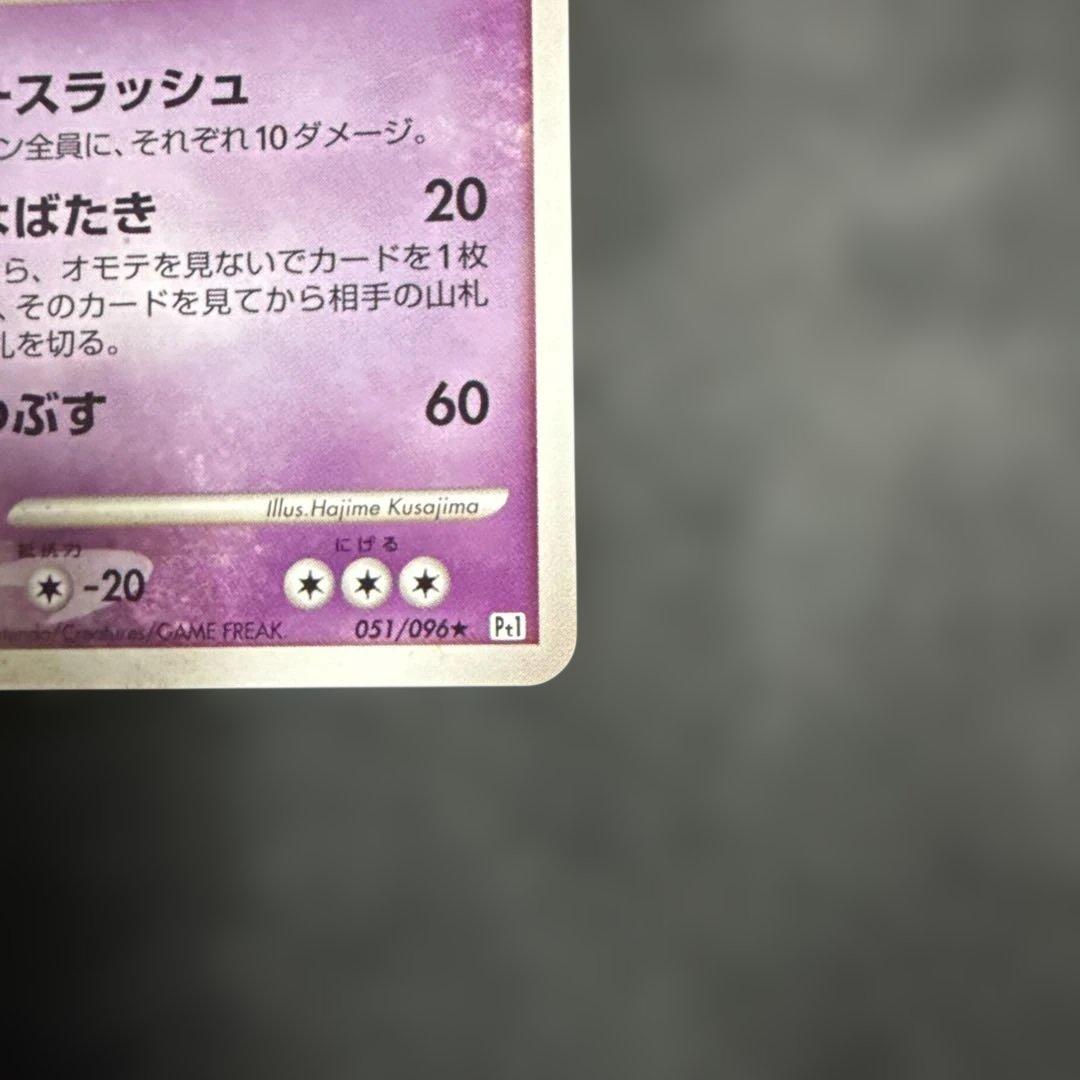 ースラッシュ
ン全員に、それぞれ10ダメージ。
はばたき 20
ら、オモテを見ないでカードを1枚
、そのカードを見てから相手の山札
札を切る。
つぶす 60
Illus.Hajime Kusajima
抵抗力 にげる
-20
ntendo/Creatures/GAME FREAK. 051/096★ Pt1